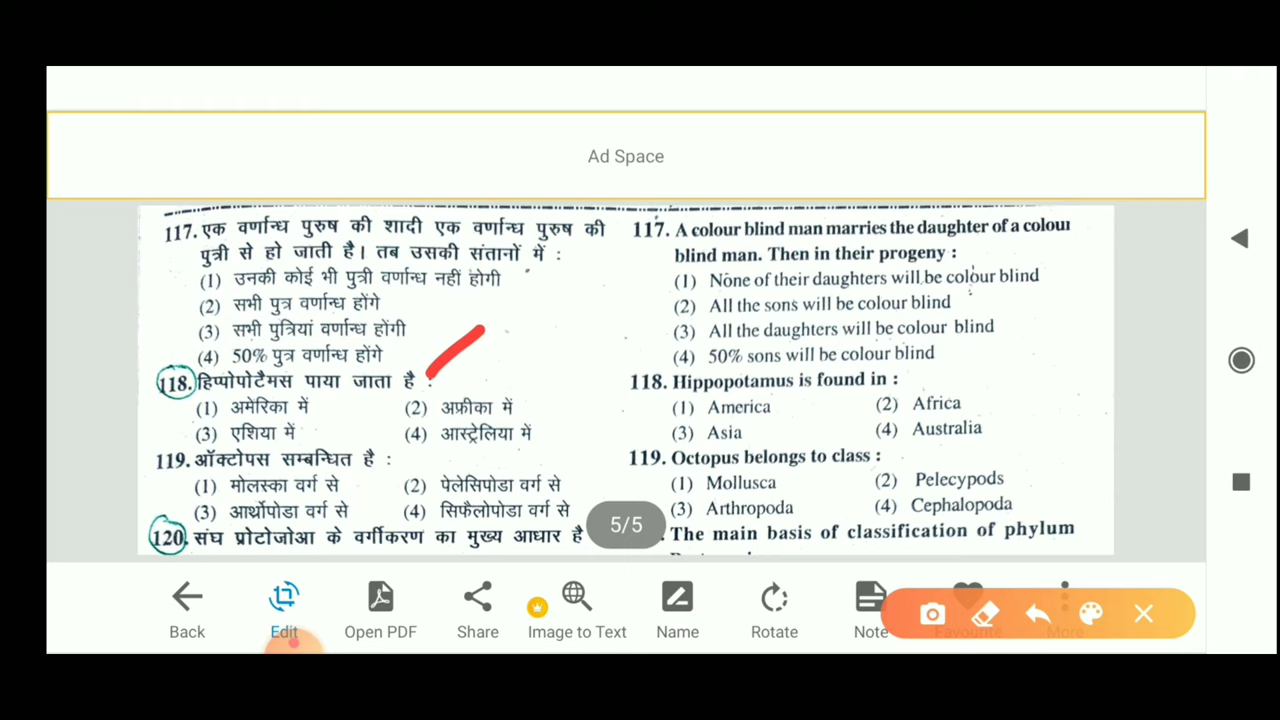 Ad Space
117. एक वर्णान्ध पुरुष की शादी एक वर्णान्ध पुरुष की
पुत्री से हो जाती है। तब उसकी संतानों में :
(1) उनकी कोई भी पुत्री वर्णान्ध नहीं होगी
(2) सभी पुत्र वर्णान्ध होंगे
(3) सभी पुत्रियां वर्णान्ध होंगी
(4) 50% पुत्र वर्णान्ध होंगे
118. हिप्पोपोटैमस पाया जाता है :
(1) अमेरिका में (2) अफ्रीका में
(3) एशिया में (4) आस्ट्रेलिया में
119. ऑक्टोपस सम्बन्धित है :
(1) मोलस्का वर्ग से (2) पेलेसिपोडा वर्ग से
(3) आर्थोपोडा वर्ग से (4) सिफैलोपोडा वर्ग से
120. संघ प्रोटोजोआ के वर्गीकरण का मुख्य आधार है
117. A colour blind man marries the daughter of a colour
blind man. Then in their progeny :
(1) None of their daughters will be colour blind
(2) All the sons will be colour blind
(3) All the daughters will be colour blind
(4) 50% sons will be colour blind
118. Hippopotamus is found in :
(1) America (2) Africa
(3) Asia (4) Australia
119. Octopus belongs to class :
(1) Mollusca (2) Pelecypods
(3) Arthropoda (4) Cephalopoda
The main basis of classification of phylum
5/5
Back Edit Open PDF Share Image to Text Name Rotate Note Favourite More